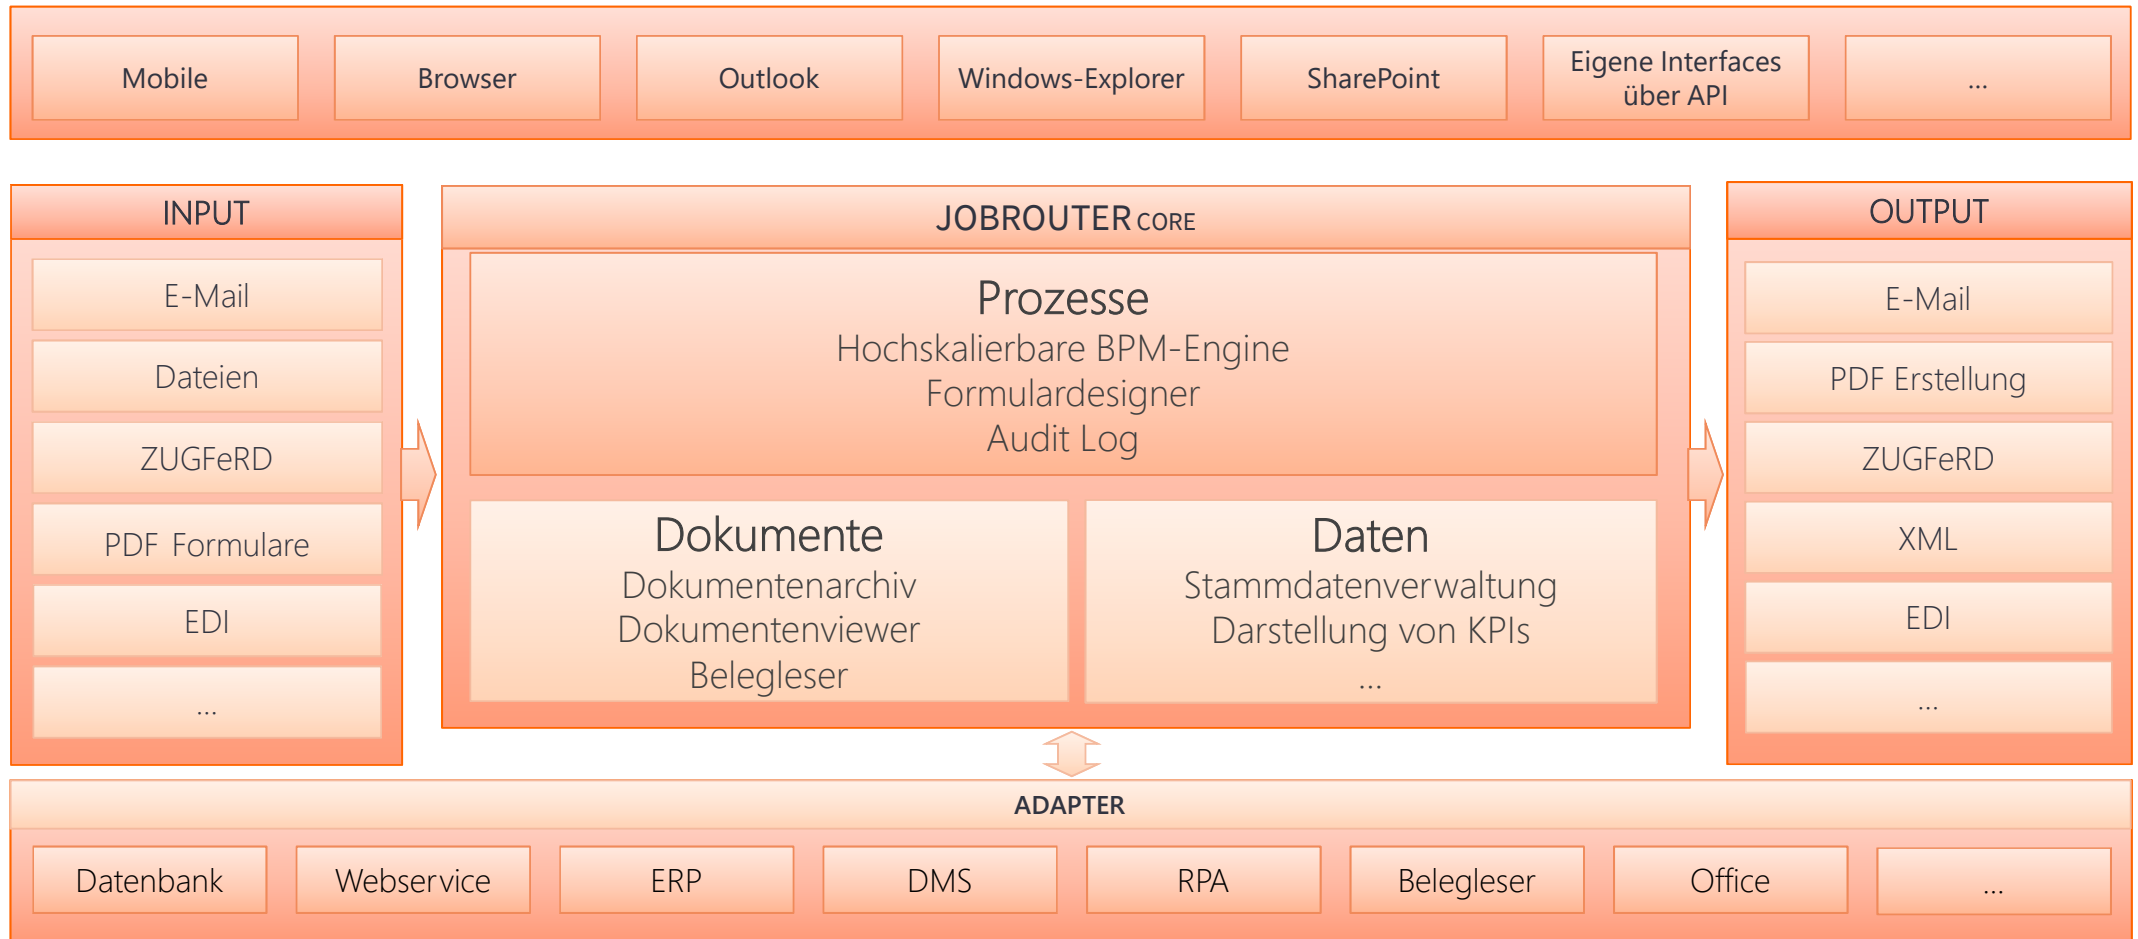 Mobile
Browser
Outlook
Windows-Explorer
SharePoint
Eigene Interfaces
über API
...
INPUT
E-Mail
Dateien
ZUGFeRD
PDF Formulare
EDI
...
JOBROUTER CORE
Prozesse
Hochskalierbare BPM-Engine
Formulardesigner
Audit Log
Dokumente
Dokumentenarchiv
Dokumentenviewer
Belegleser
Daten
Stammdatenverwaltung
Darstellung von KPIs
...
OUTPUT
E-Mail
PDF Erstellung
ZUGFeRD
XML
EDI
...
ADAPTER
Datenbank
Webservice
ERP
DMS
RPA
Belegleser
Office
...